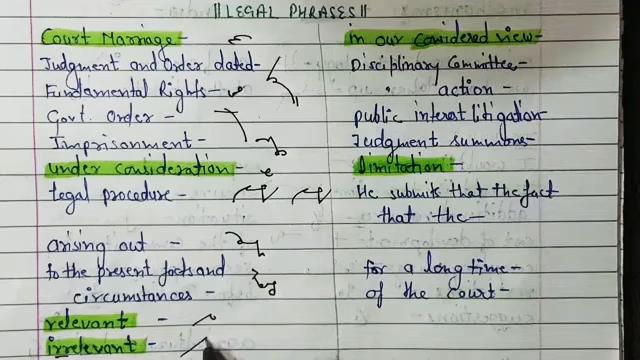 ||LEGAL PHRASES||
Court Marriage -
Judgment and Order dated -
Fundamental Rights -
Govt. Order -
Imprisonment -
under consideration -
legal procedure -
arising out -
to the present facts and
circumstances -
relevant -
irrelevant -
in our considered view -
Disciplinary Committee -
" action -
public interest litigation -
Judgment summons -
limitation -
He submits that the fact
that the -
for a long time -
of the Court -